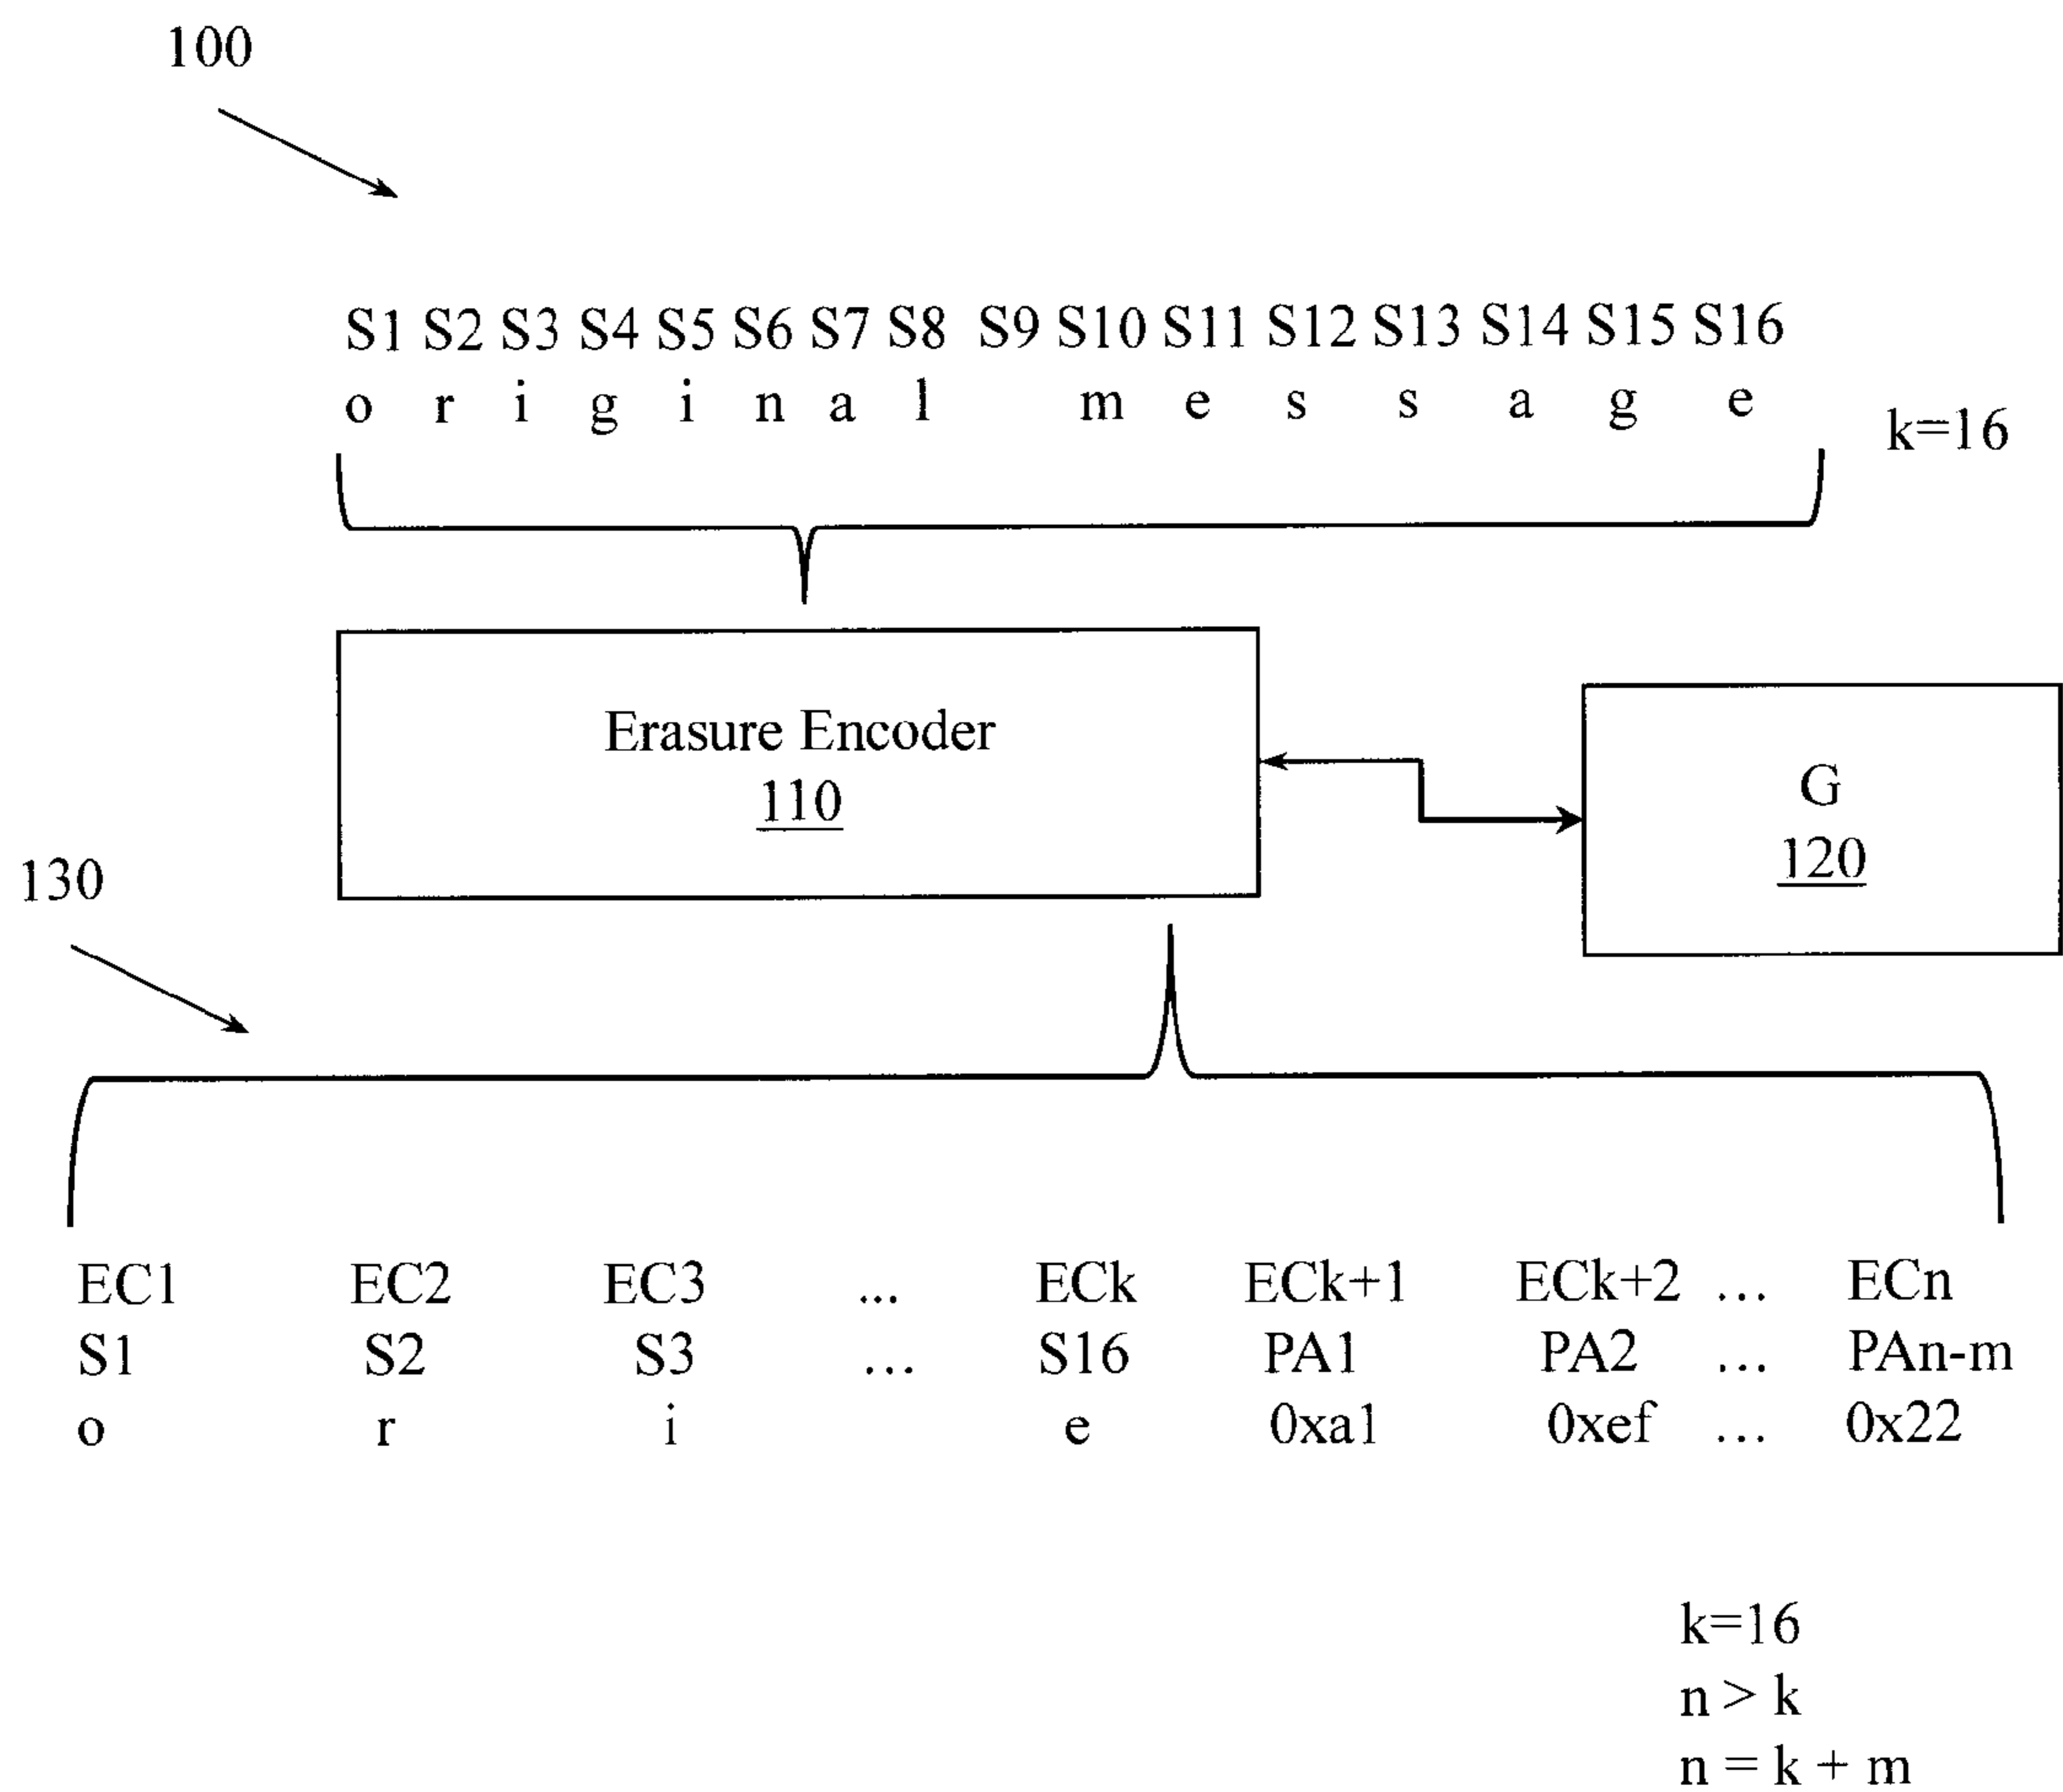 100
S1 S2 S3 S4 S5 S6 S7 S8 S9 S10 S11 S12 S13 S14 S15 S16
o r i g i n a l m e s s a g e
k=16
Erasure Encoder
110
G
120
130
EC1 EC2 EC3 ... ECk ECk+1 ECk+2 ... ECn
S1 S2 S3 ... S16 PA1 PA2 ... PAn-m
o r i e 0xa1 0xef ... 0x22
k=16
n > k
n = k + m